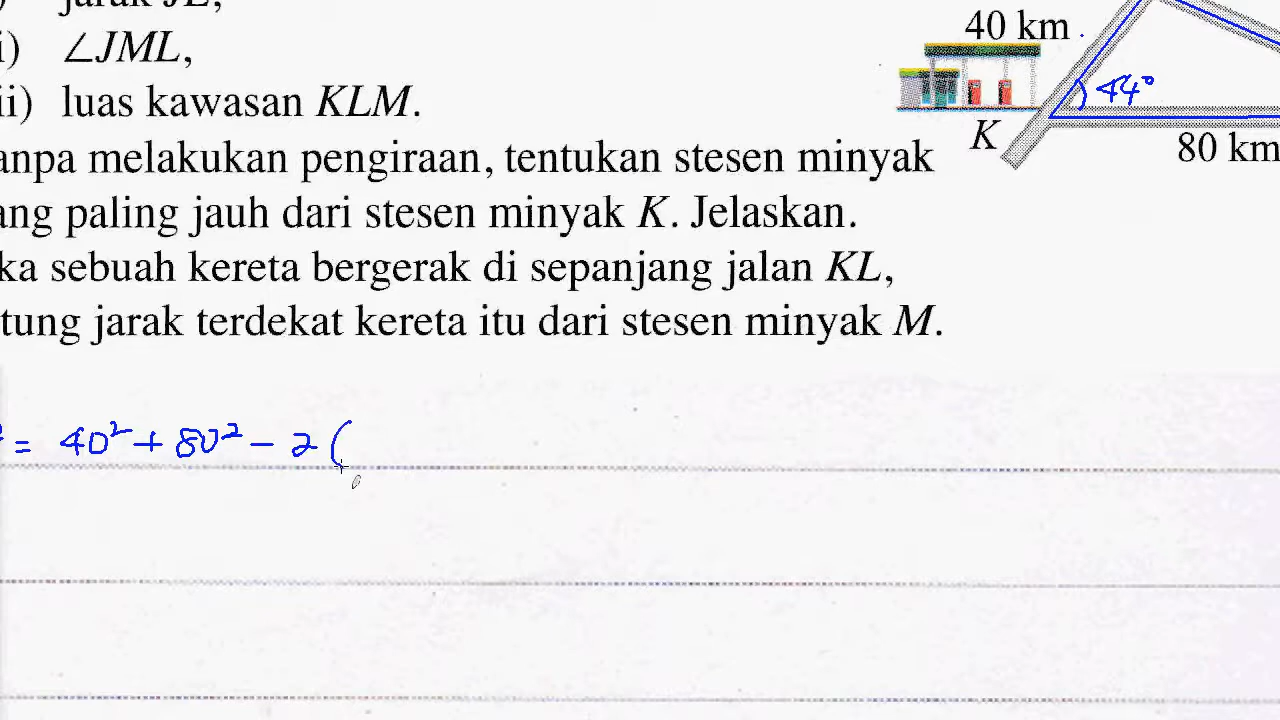 jarak JL,
i) ∠JML, 40 km
ii) luas kawasan KLM. 44°
K 80 km
anpa melakukan pengiraan, tentukan stesen minyak
ang paling jauh dari stesen minyak K. Jelaskan.
ka sebuah kereta bergerak di sepanjang jalan KL,
tung jarak terdekat kereta itu dari stesen minyak M.
= 40² + 80² - 2 (